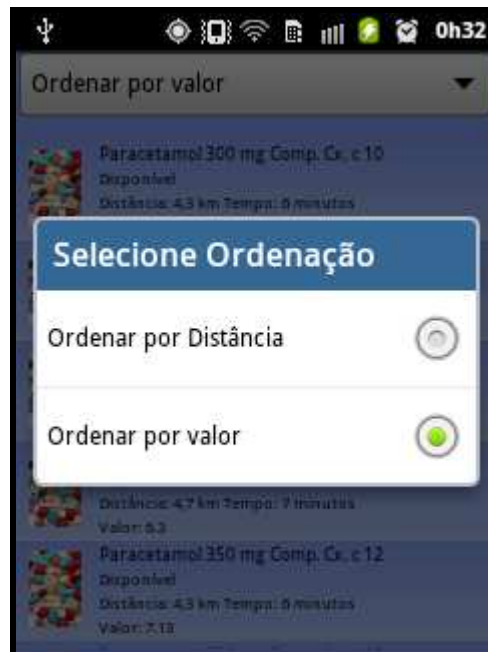 0h32
Ordenar por valor
Paracetamol 300 mg Comp. Cx. c 10
Disponível
Distância: 4,3 km Tempo: 6 minutos
Selecione Ordenação
Ordenar por Distância
Ordenar por valor
Distância: 4,7 km Tempo: 7 minutos
Valor: 6.3
Paracetamol 350 mg Comp. Cx. c 12
Disponível
Distância: 4,3 km Tempo: 6 minutos
Valor: 7.13